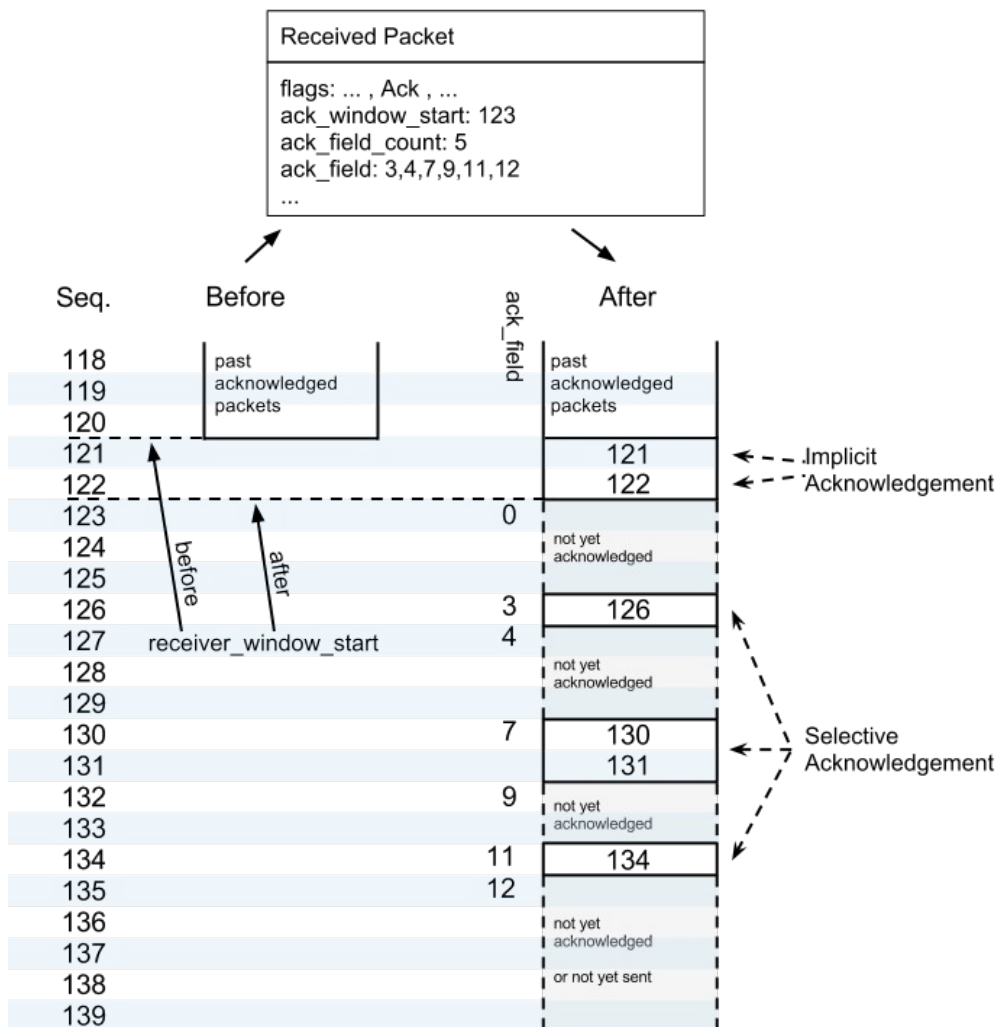 Received Packet
flags: ... , Ack , ...
ack_window_start: 123
ack_field_count: 5
ack_field: 3,4,7,9,11,12
...
Seq.
Before
ack_field
After
118
119
120
121
122
123
124
125
126
127
128
129
130
131
132
133
134
135
136
137
138
139
past
acknowledged
packets
before
after
receiver_window_start
0
3
4
7
9
11
12
past
acknowledged
packets
121
122
not yet
acknowledged
126
not yet
acknowledged
130
131
not yet
acknowledged
134
not yet
acknowledged
or not yet sent
Implicit
Acknowledgement
Selective
Acknowledgement